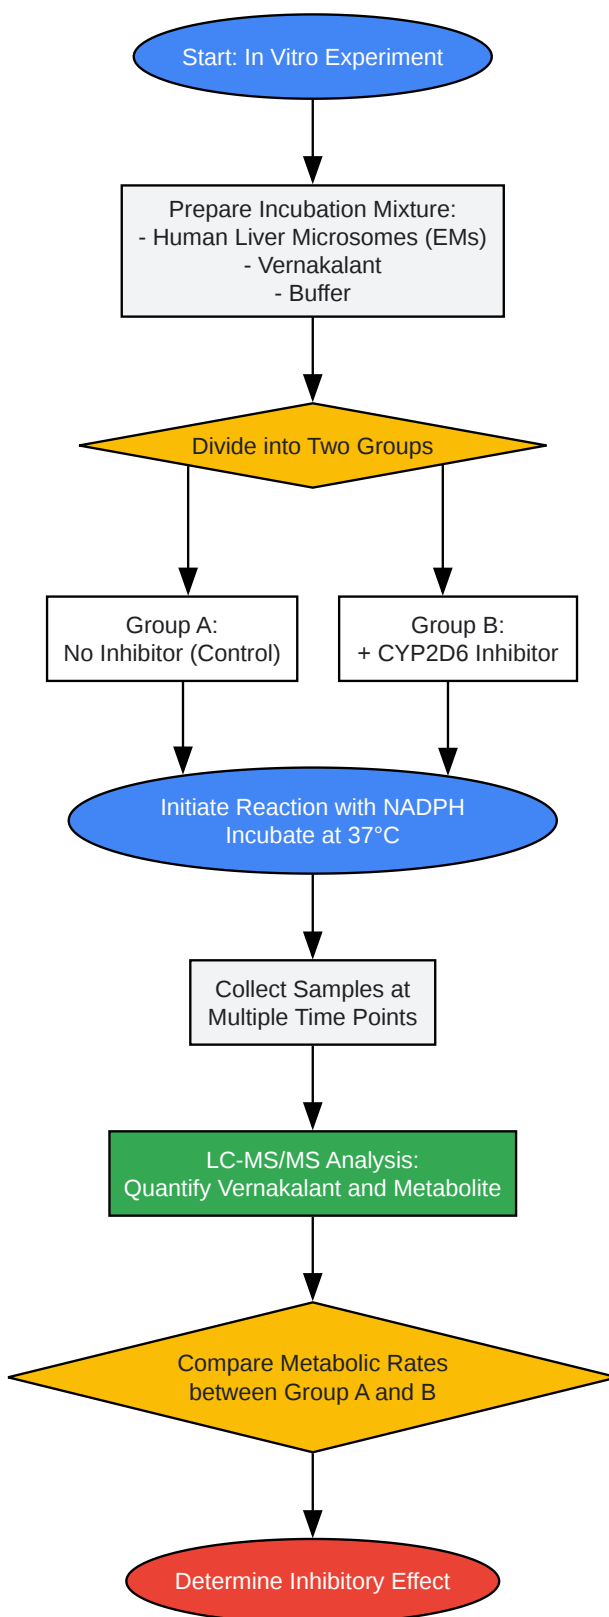 Start: In Vitro Experiment
Prepare Incubation Mixture:
- Human Liver Microsomes (EMs)
- Vernakalant
- Buffer
Divide into Two Groups
Group A:
No Inhibitor (Control)
Group B:
+ CYP2D6 Inhibitor
Initiate Reaction with NADPH
Incubate at 37°C
Collect Samples at
Multiple Time Points
LC-MS/MS Analysis:
Quantify Vernakalant and Metabolite
Compare Metabolic Rates
between Group A and B
Determine Inhibitory Effect